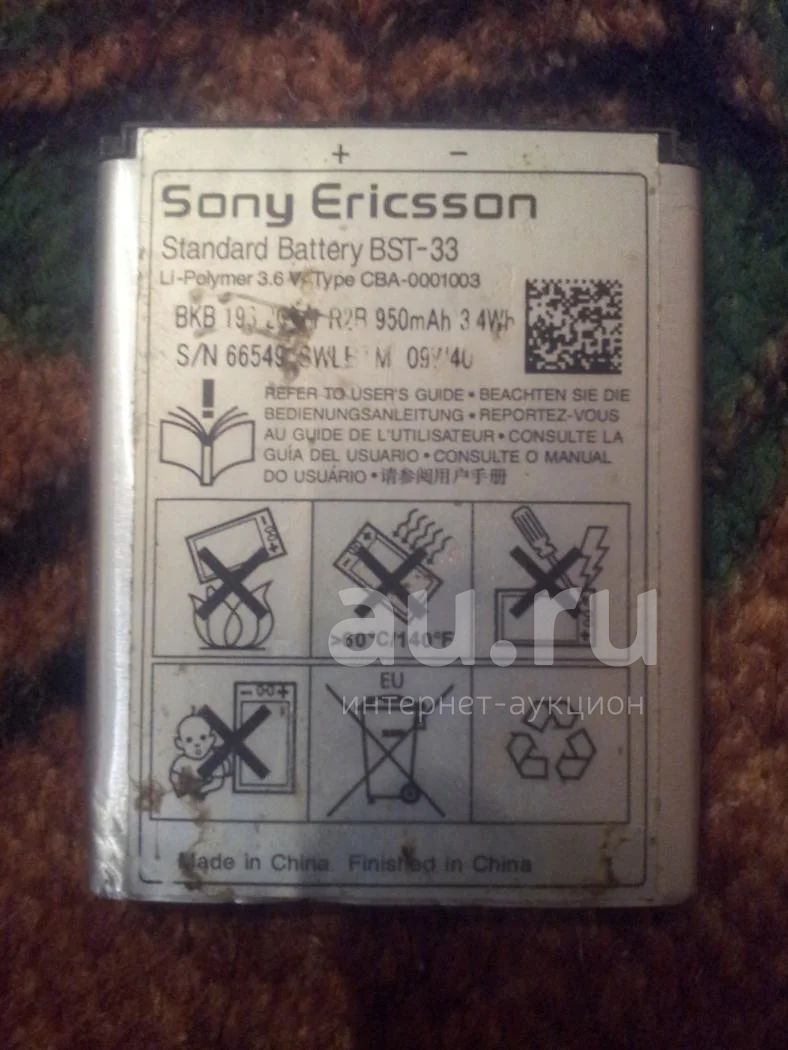 + −
Sony Ericsson
Standard Battery BST-33
Li-Polymer 3.6 V Type CBA-0001003
BKB R2B 950mAh 3.4Wh
S/N
REFER TO USER'S GUIDE • BEACHTEN SIE DIE
BEDIENUNGSANLEITUNG • REPORTEZ-VOUS
AU GUIDE DE L'UTILISATEUR • CONSULTE LA
GUÍA DEL USUARIO • CONSULTE O MANUAL
DO USUÁRIO • 请参阅用户手册
>60°C/140°F
au.ru
EU
интернет-аукцион
Made in China Finished in China